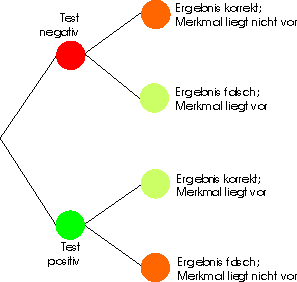 Test
negativ
Ergebnis korrekt;
Merkmal liegt nicht vor
Ergebnis falsch;
Merkmal liegt vor
Ergebnis korrekt;
Merkmal liegt vor
Test
positiv
Ergebnis falsch;
Merkmal liegt nicht vor